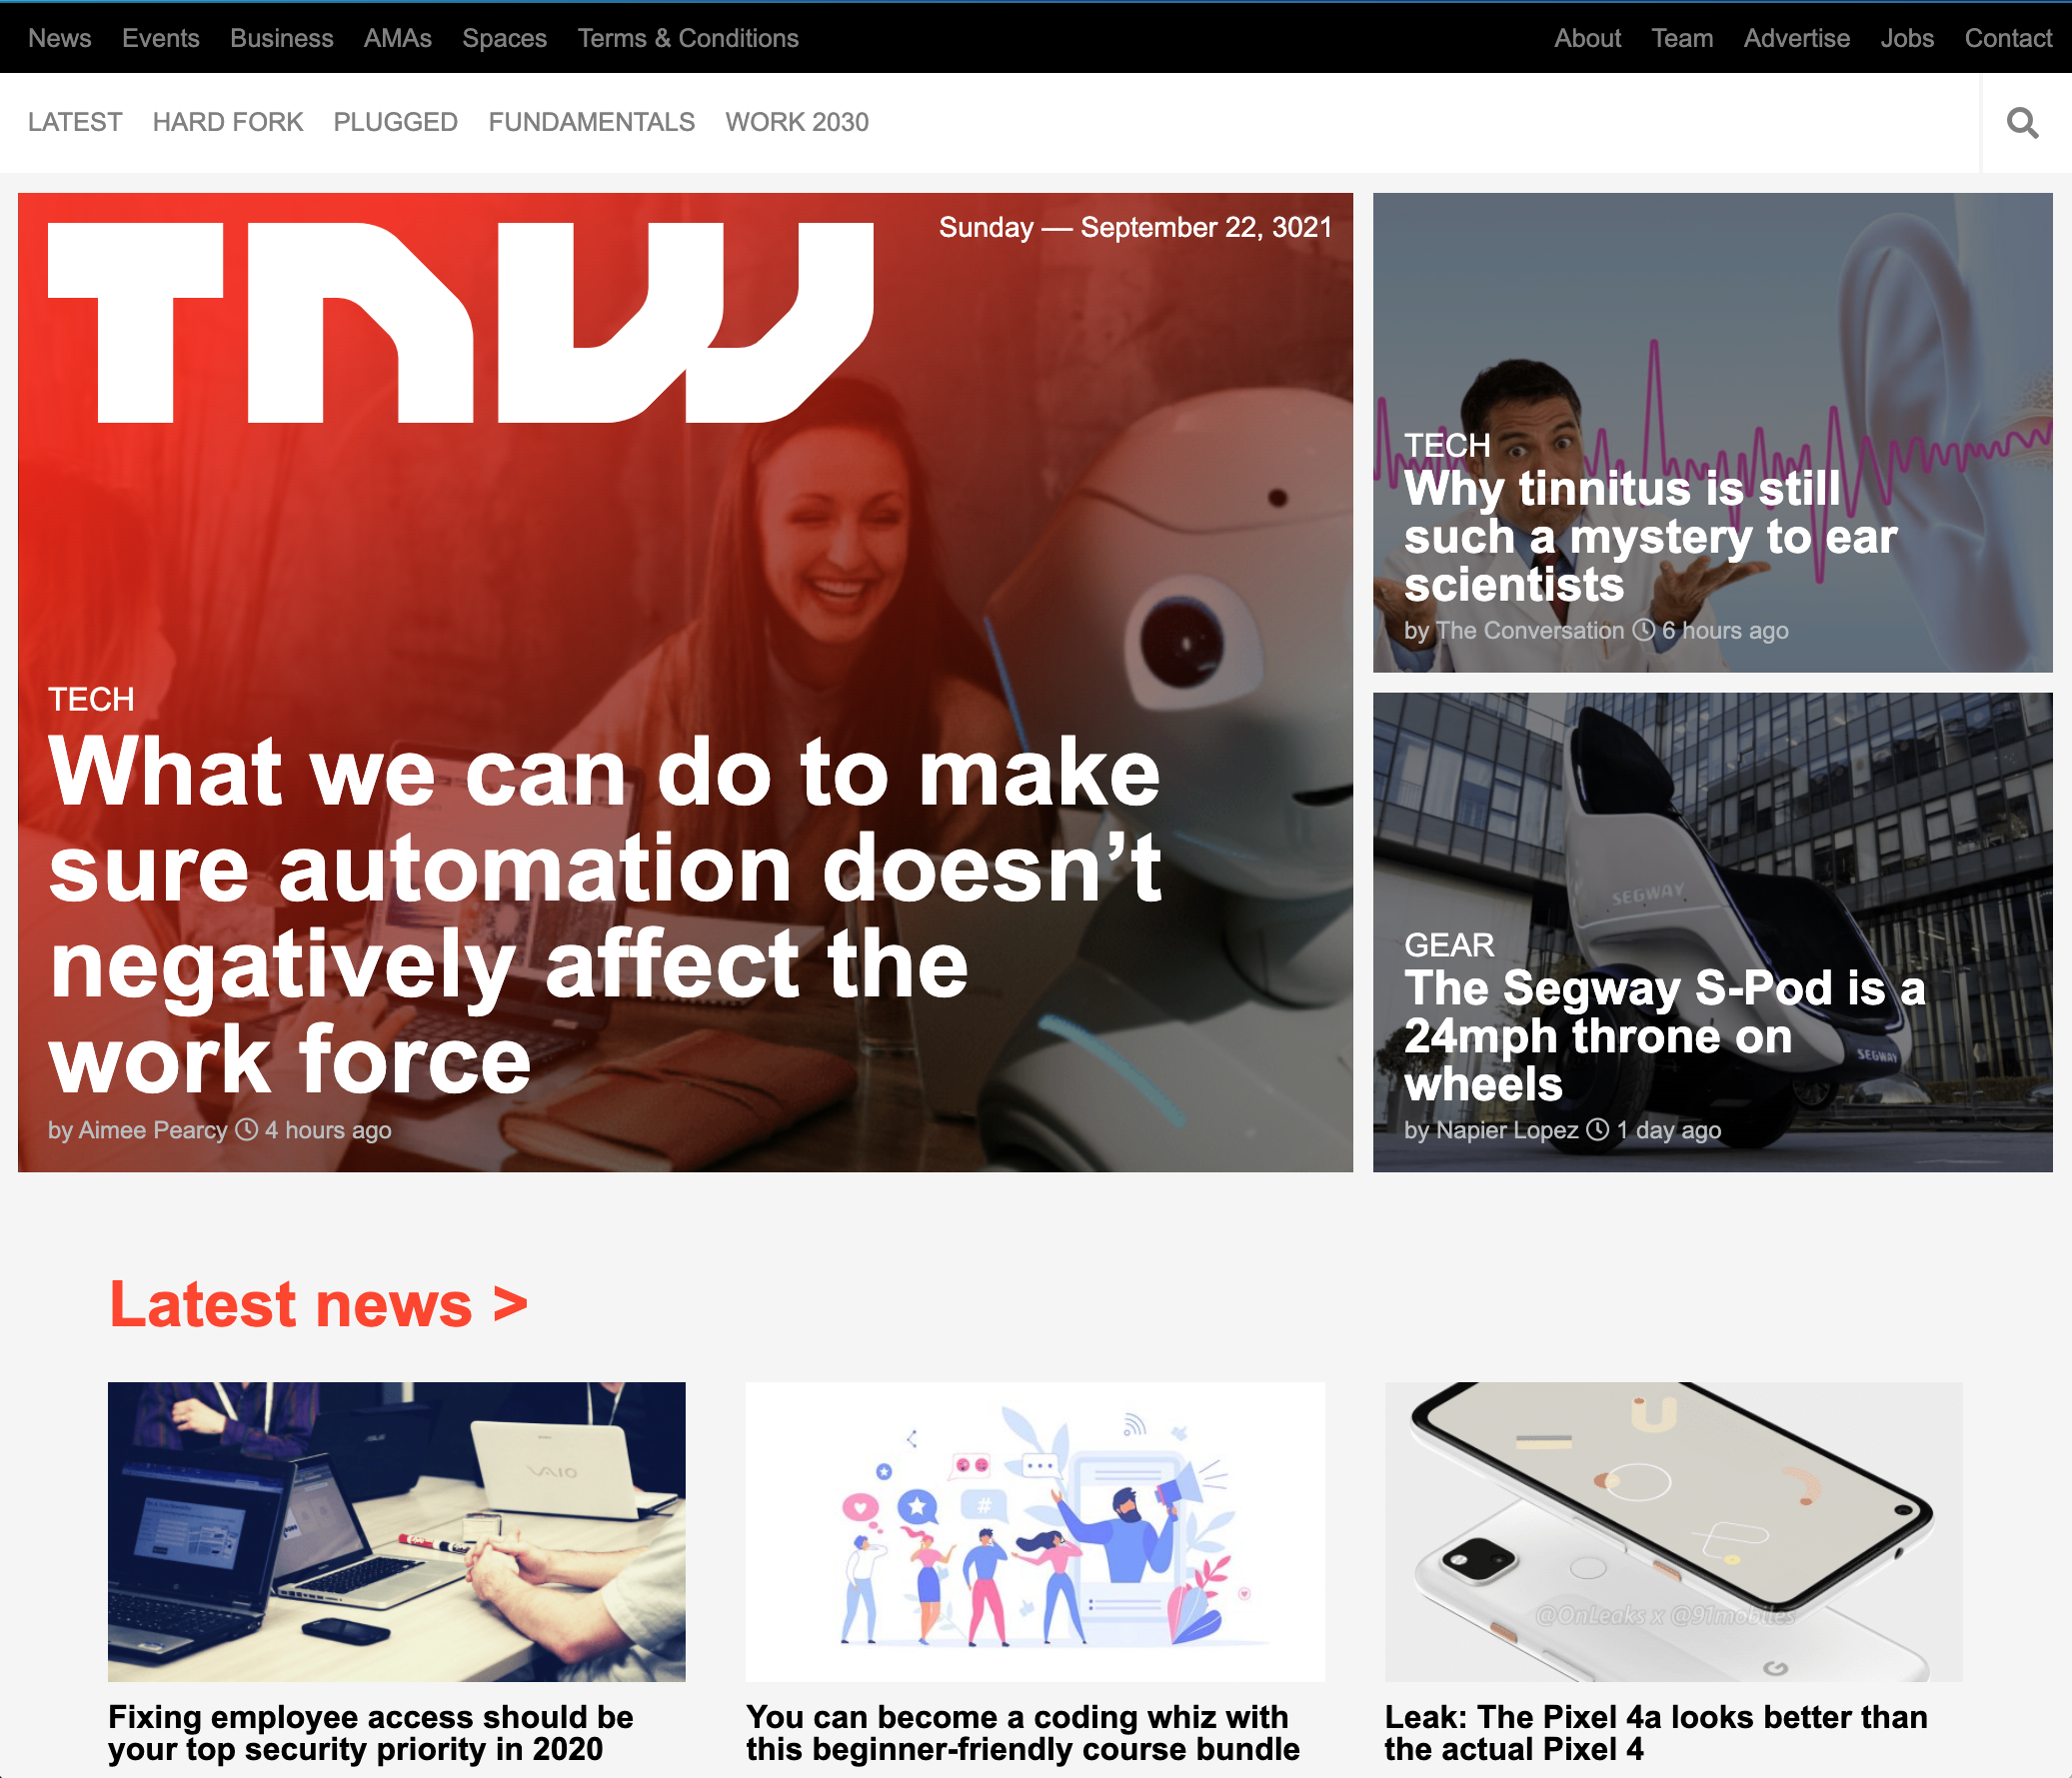 News Events Business AMAs Spaces Terms & Conditions About Team Advertise Jobs Contact
LATEST HARD FORK PLUGGED FUNDAMENTALS WORK 2030
TNW
Sunday — September 22, 3021
TECH
What we can do to make
sure automation doesn’t
negatively affect the
work force
by Aimee Pearcy 4 hours ago
TECH
Why tinnitus is still
such a mystery to ear
scientists
by The Conversation 6 hours ago
SEGWAY
SEGWAY
GEAR
The Segway S-Pod is a
24mph throne on
wheels
by Napier Lopez 1 day ago
Latest news >
VAIO
Fixing employee access should be
your top security priority in 2020
#
You can become a coding whiz with
this beginner-friendly course bundle
@OnLeaks x @91mobiles
G
Leak: The Pixel 4a looks better than
the actual Pixel 4